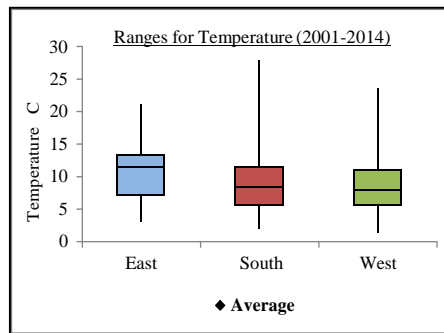 Ranges for Temperature (2001-2014)
30
25
20
15
10
5
0
Temperature C
East South West
◆ Average